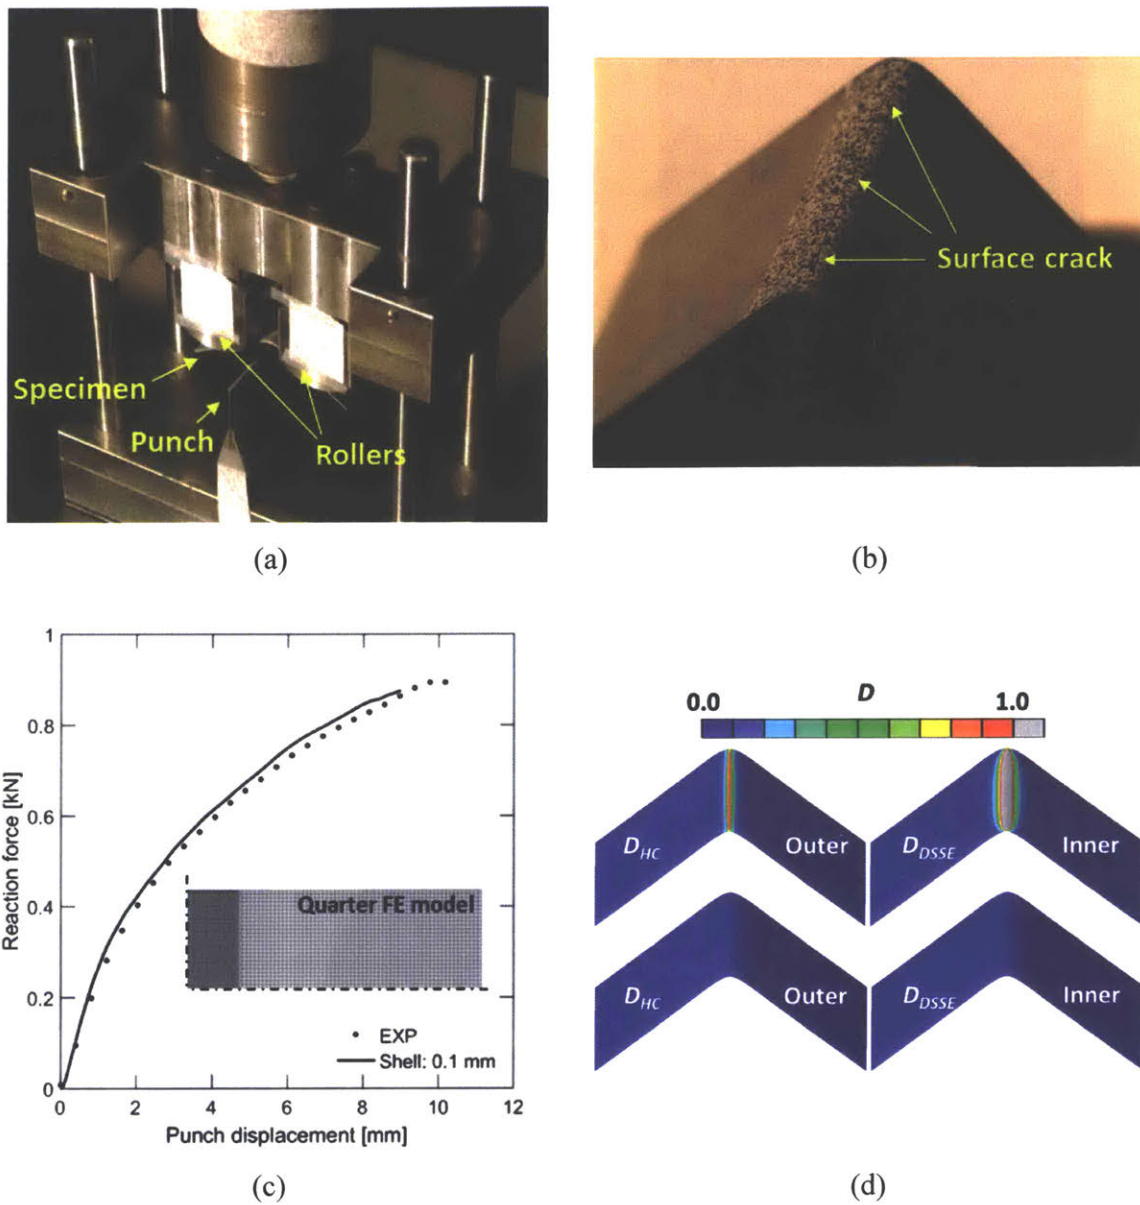 Specimen
Punch
Rollers
(a)
Surface crack
(b)
1
0.8
0.6
0.4
0.2
0
Reaction force [kN]
Quarter FE model
EXP
Shell: 0.1 mm
0 2 4 6 8 10 12
Punch displacement [mm]
(c)
0.0 D 1.0
D_HC Outer D_DSSE Inner
D_HC Outer D_DSSE Inner
(d)